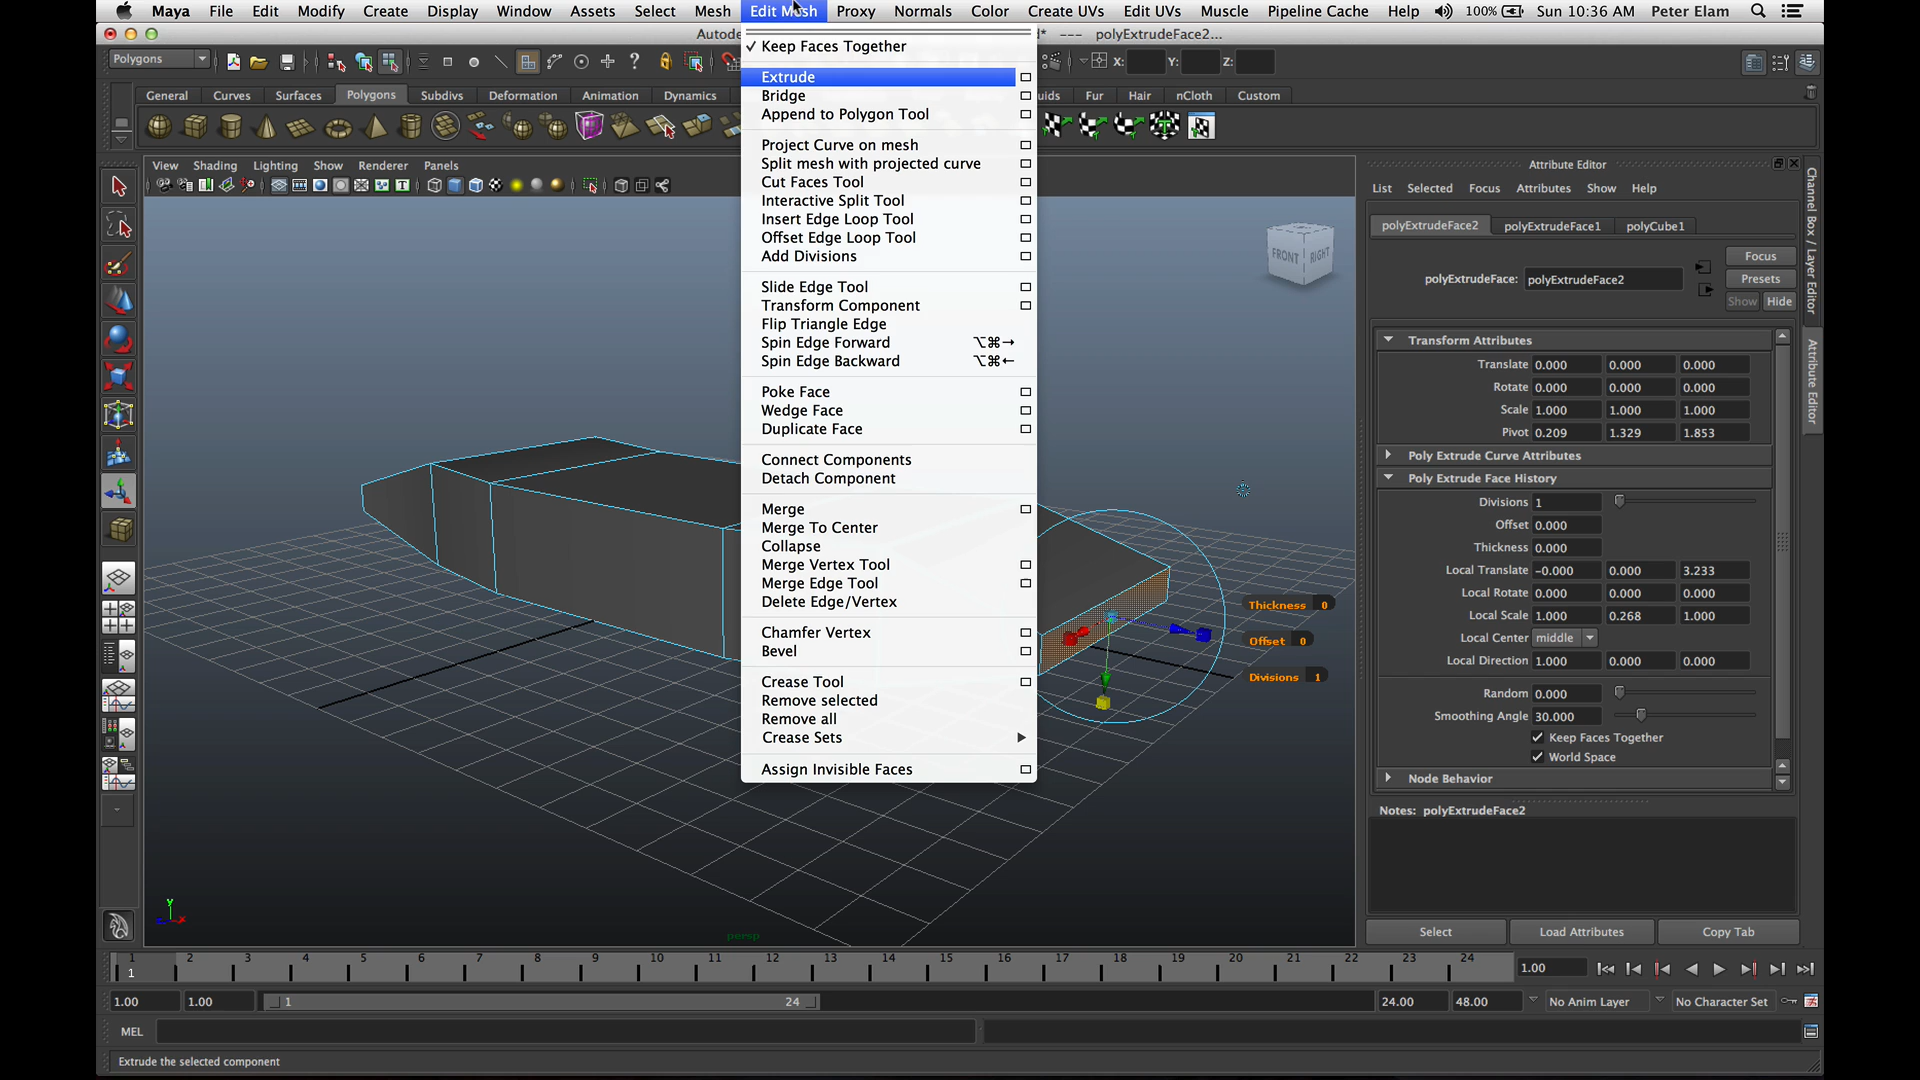 Maya File Edit Modify Create Display Window Assets Select Mesh Edit Mesh Proxy Normals Color Create UVs Edit UVs Muscle Pipeline Cache Help 100% Sun 10:36 AM Peter Elam
polyExtrudeFace2...
Polygons
X: Y: Z:
General Curves Surfaces Polygons Subdivs Deformation Animation Dynamics Fur Hair nCloth Custom
View Shading Lighting Show Renderer Panels
Keep Faces Together
Extrude
Bridge
Append to Polygon Tool
Project Curve on mesh
Split mesh with projected curve
Cut Faces Tool
Interactive Split Tool
Insert Edge Loop Tool
Offset Edge Loop Tool
Add Divisions
Slide Edge Tool
Transform Component
Flip Triangle Edge
Spin Edge Forward ⌥⌘→
Spin Edge Backward ⌥⌘←
Poke Face
Wedge Face
Duplicate Face
Connect Components
Detach Component
Merge
Merge To Center
Collapse
Merge Vertex Tool
Merge Edge Tool
Delete Edge/Vertex
Chamfer Vertex
Bevel
Crease Tool
Remove selected
Remove all
Crease Sets
Assign Invisible Faces
FRONT RIGHT
Thickness 0
Offset 0
Divisions 1
y
x
persp
Attribute Editor
List Selected Focus Attributes Show Help
polyExtrudeFace2 polyExtrudeFace1 polyCube1
Focus
polyExtrudeFace: polyExtrudeFace2
Presets
Show Hide
Transform Attributes
Translate 0.000 0.000 0.000
Rotate 0.000 0.000 0.000
Scale 1.000 1.000 1.000
Pivot 0.209 1.329 1.853
Poly Extrude Curve Attributes
Poly Extrude Face History
Divisions 1
Offset 0.000
Thickness 0.000
Local Translate -0.000 0.000 3.233
Local Rotate 0.000 0.000 0.000
Local Scale 1.000 0.268 1.000
Local Center middle
Local Direction 1.000 0.000 0.000
Random 0.000
Smoothing Angle 30.000
Keep Faces Together
World Space
Node Behavior
Notes: polyExtrudeFace2
Select Load Attributes Copy Tab
Channel Box / Layer Editor
Attribute Editor
1 2 3 4 5 6 7 8 9 10 11 12 13 14 15 16 17 18 19 20 21 22 23 24
1
1.00
1.00 1.00 1 24 24.00 48.00 No Anim Layer No Character Set
MEL
Extrude the selected component